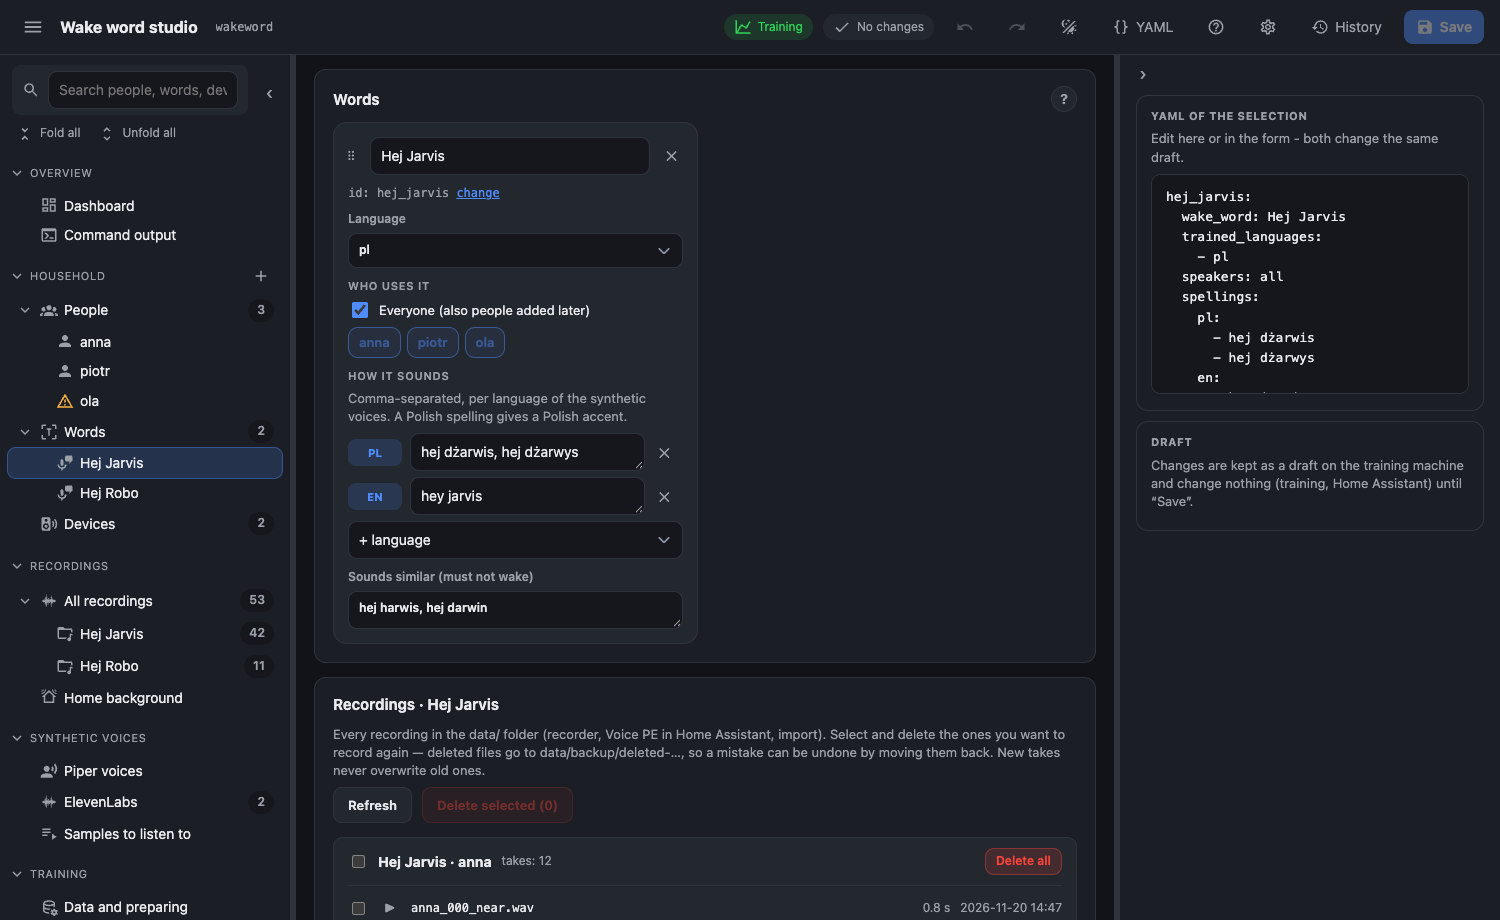 Wake word studio
wakeword
Training
No changes
YAML
History
Save
Search people, words, dev
Fold all
Unfold all
OVERVIEW
Dashboard
Command output
HOUSEHOLD
People
3
anna
piotr
ola
Words
2
Hej Jarvis
Hej Robo
Devices
2
RECORDINGS
All recordings
53
Hej Jarvis
42
Hej Robo
11
Home background
SYNTHETIC VOICES
Piper voices
ElevenLabs
2
Samples to listen to
TRAINING
Data and preparing
Words
?
Hej Jarvis
id: hej_jarvis change
Language
pl
WHO USES IT
Everyone (also people added later)
anna
piotr
ola
HOW IT SOUNDS
Comma-separated, per language of the synthetic
voices. A Polish spelling gives a Polish accent.
PL
hej dżarwis, hej dżarwys
EN
hey jarvis
+ language
Sounds similar (must not wake)
hej harwis, hej darwin
Recordings · Hej Jarvis
Every recording in the data/ folder (recorder, Voice PE in Home Assistant, import). Select and delete the ones you want to
record again — deleted files go to data/backup/deleted-…, so a mistake can be undone by moving them back. New takes
never overwrite old ones.
Refresh
Delete selected (0)
Hej Jarvis · anna takes: 12
Delete all
anna_000_near.wav
0.8 s 2026-11-20 14:47
YAML OF THE SELECTION
Edit here or in the form - both change the same
draft.
hej_jarvis:
wake_word: Hej Jarvis
trained_languages:
- pl
speakers: all
spellings:
pl:
- hej dżarwis
- hej dżarwys
en:
DRAFT
Changes are kept as a draft on the training machine
and change nothing (training, Home Assistant) until
“Save”.